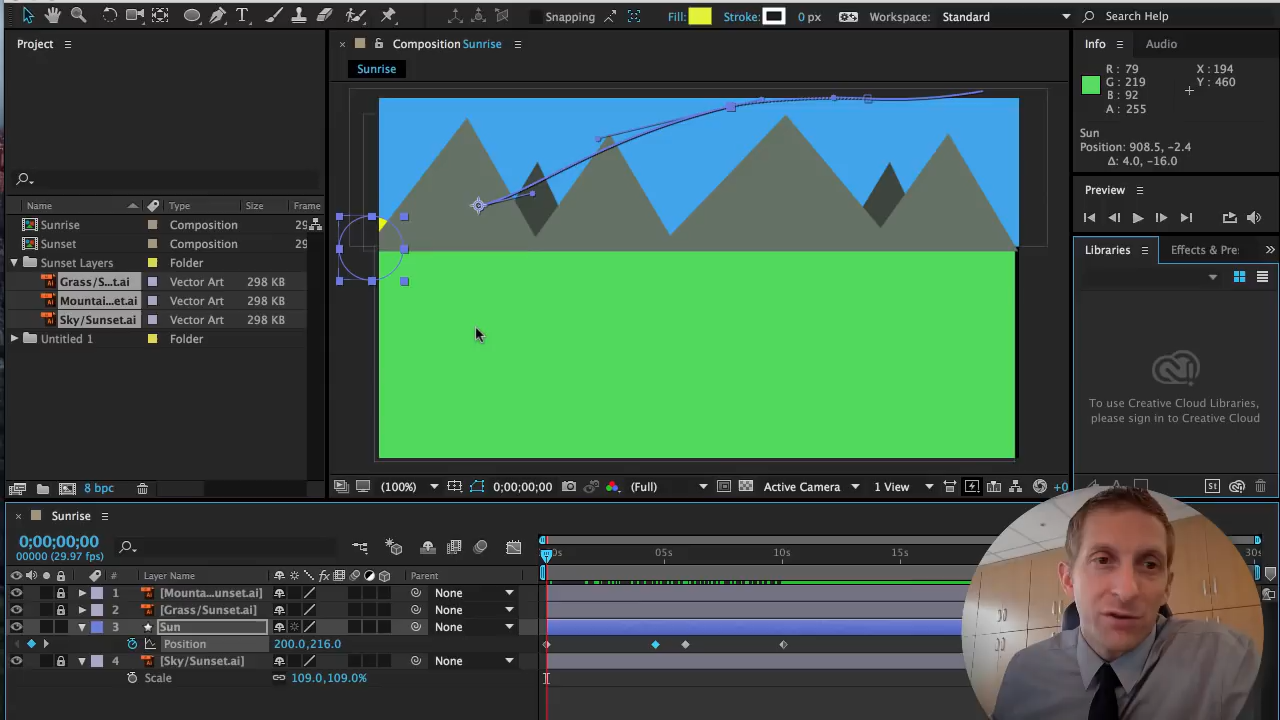 Snapping
Fill:
Stroke:
0 px
Workspace:
Standard
Search Help
Project
Composition Sunrise
Sunrise
Name
Type
Size
Frame
Sunrise
Composition
29
Sunset
Composition
29
Sunset Layers
Folder
Grass/S...t.ai
Vector Art
298 KB
Mountai...et.ai
Vector Art
298 KB
Sky/Sunset.ai
Vector Art
298 KB
Untitled 1
Folder
8 bpc
(100%)
0;00;00;00
(Full)
Active Camera
1 View
+0
Info
Audio
R : 79
G : 219
B : 92
A : 255
X : 194
Y : 460
Sun
Position: 908.5, -2.4
Δ: 4.0, -16.0
Preview
Libraries
Effects & Pre:
To use Creative Cloud Libraries,
please sign in to Creative Cloud
St
Sunrise
0;00;00;00
00000 (29.97 fps)
0s
05s
10s
15s
30s
#
Layer Name
fx
Parent
1
[Mounta...unset.ai]
None
2
[Grass/Sunset.ai]
None
3
Sun
None
Position
200.0,216.0
4
[Sky/Sunset.ai]
None
Scale
109.0,109.0%